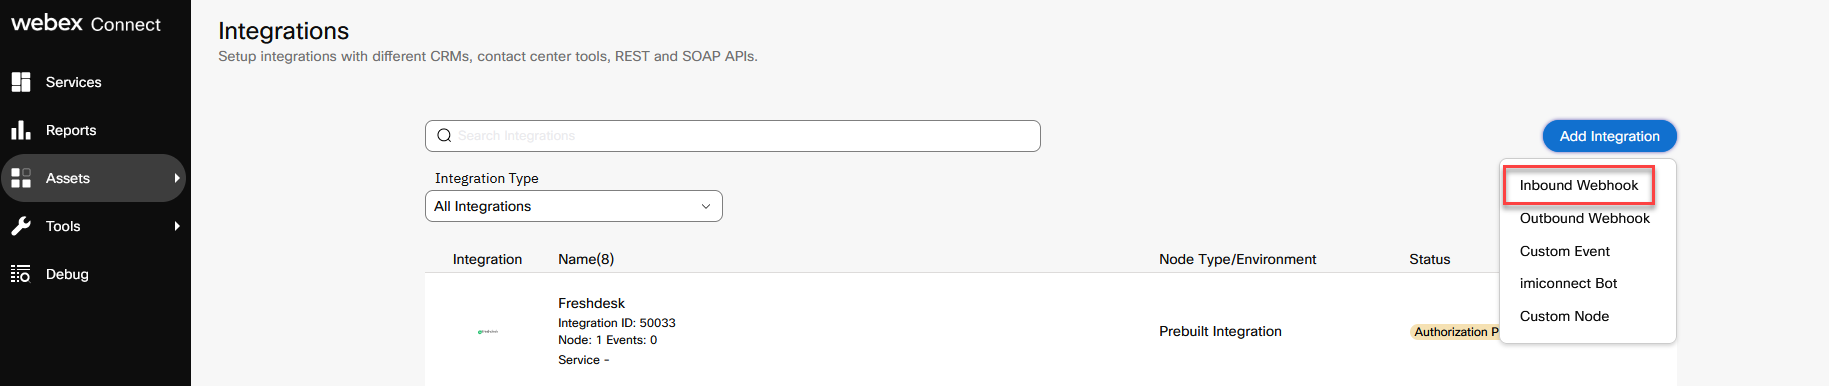 webex Connect
Services
Reports
Assets
Tools
Debug
Integrations
Setup integrations with different CRMs, contact center tools, REST and SOAP APIs.
Search Integrations
Add Integration
Inbound Webhook
Outbound Webhook
Custom Event
imiconnect Bot
Custom Node
Integration Type
All Integrations
Integration Name(8) Node Type/Environment Status
Freshdesk
Integration ID: 50033
Node: 1 Events: 0
Service -
Prebuilt Integration
Authorization P